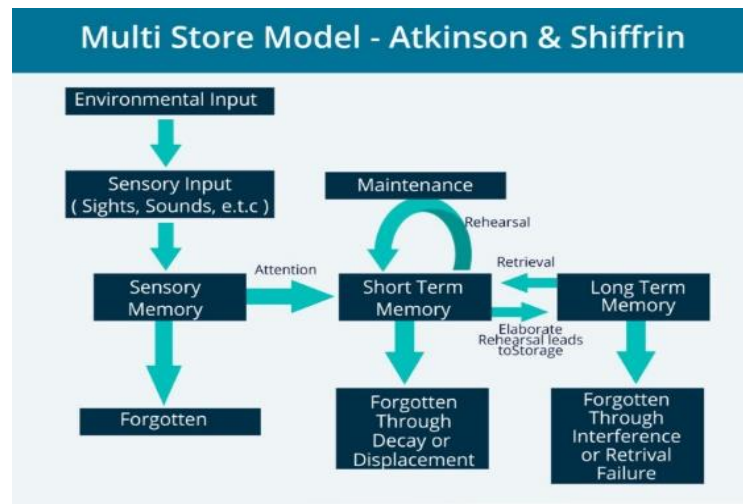 Multi Store Model - Atkinson & Shiffrin
Environmental Input
Sensory Input
( Sights, Sounds, e.t.c )
Maintenance
Rehearsal
Sensory
Memory
Attention
Short Term
Memory
Retrieval
Elaborate
Rehearsal leads
toStorage
Long Term
Memory
Forgotten
Forgotten
Through
Decay or
Displacement
Forgotten
Through
Interference
or Retrival
Failure